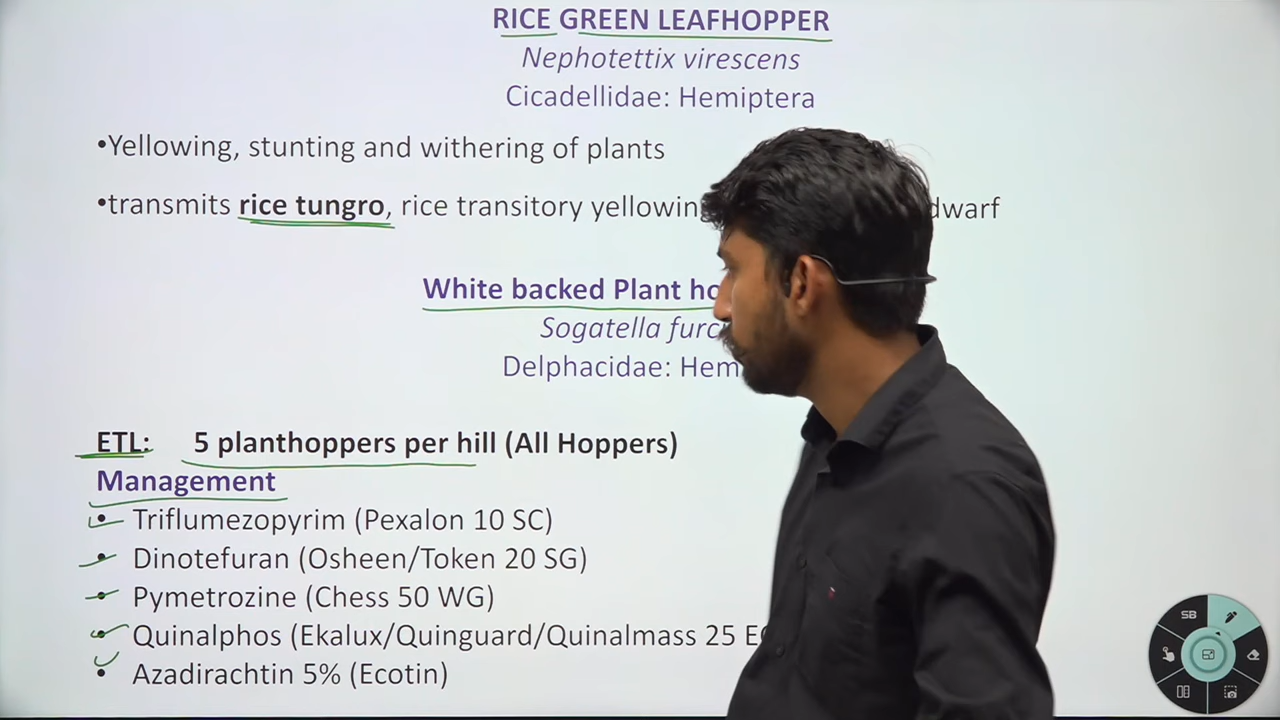 RICE GREEN LEAFHOPPER
Nephotettix virescens
Cicadellidae: Hemiptera
•Yellowing, stunting and withering of plants
•transmits rice tungro, rice transitory yellowing dwarf
White backed Plant
Sogatella
Delphacidae:
ETL: 5 planthoppers per hill (All Hoppers)
Management
• Triflumezopyrim (Pexalon 10 SC)
• Dinotefuran (Osheen/Token 20 SG)
• Pymetrozine (Chess 50 WG)
• Quinalphos (Ekalux/Quinguard/Quinalmass 25
• Azadirachtin 5% (Ecotin)
SB